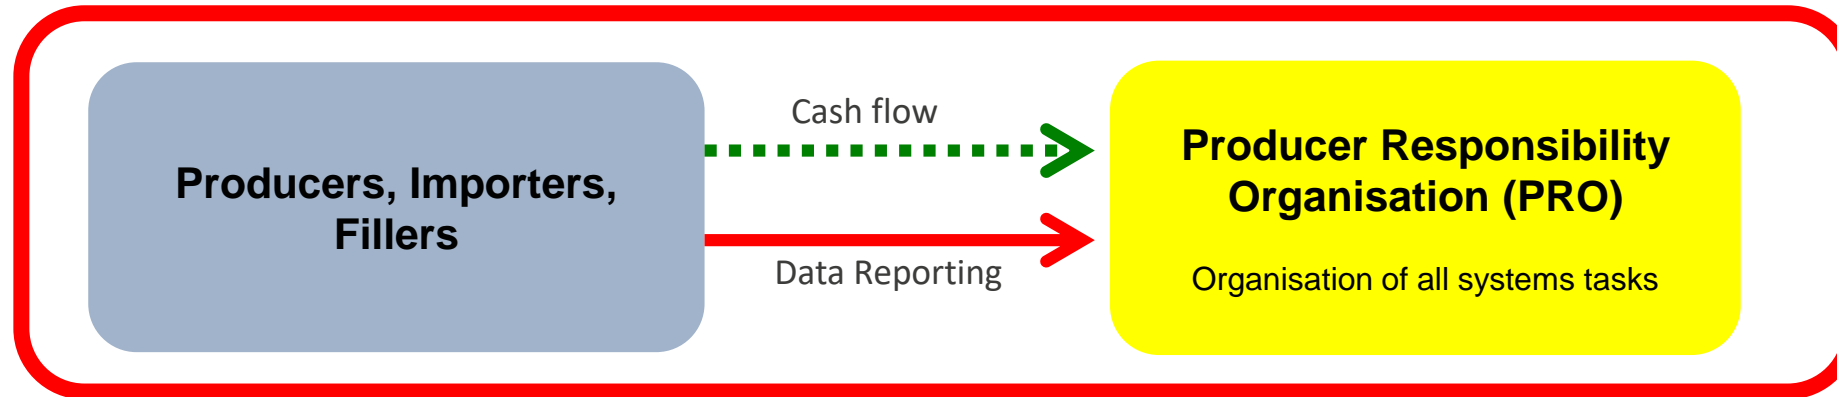 Producers, Importers,
Fillers
Cash flow
Data Reporting
Producer Responsibility
Organisation (PRO)
Organisation of all systems tasks